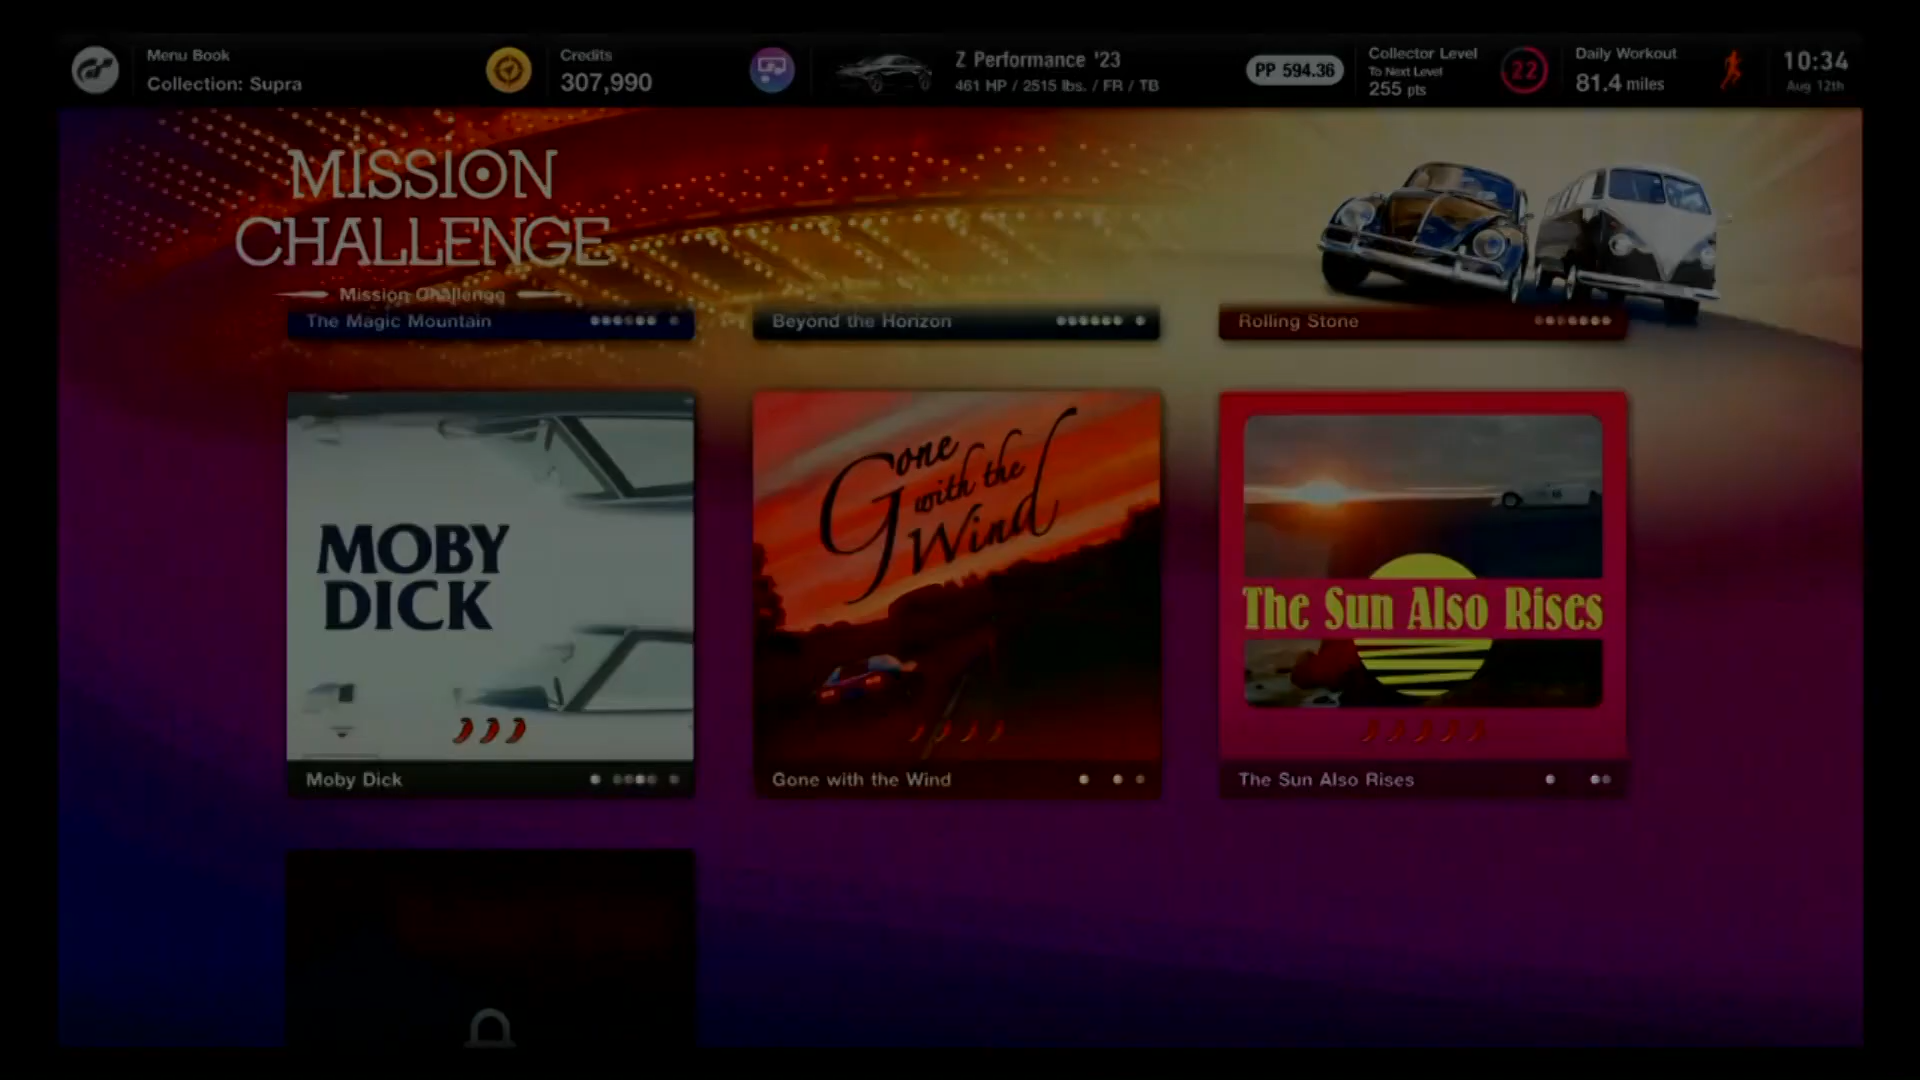 Menu Book
Collection: Supra
Credits
307,990
Z Performance '23
461 HP / 2515 lbs. / FR / TB
PP 594.36
Collector Level
To Next Level
255 pts
22
Daily Workout
81.4 miles
10:34
Aug 12th
MISSION
CHALLENGE
Mission Challenge
The Magic Mountain
Beyond the Horizon
Rolling Stone
MOBY
DICK
Gone
with the
Wind
The Sun Also Rises
Moby Dick
Gone with the Wind
The Sun Also Rises